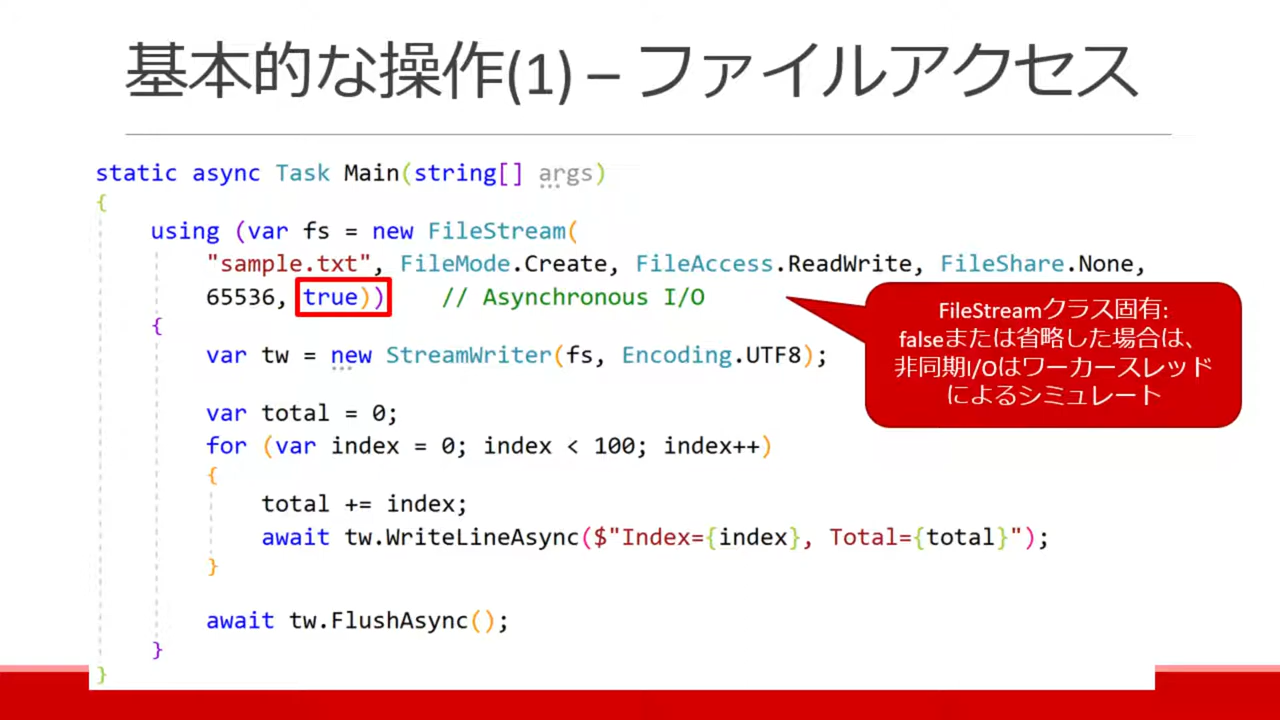 基本的な操作(1) – ファイルアクセス
static async Task Main(string[] args)
{
using (var fs = new FileStream(
"sample.txt", FileMode.Create, FileAccess.ReadWrite, FileShare.None,
65536, true)) // Asynchronous I/O
FileStreamクラス固有:
falseまたは省略した場合は、
非同期I/Oはワーカースレッド
によるシミュレート
{
var tw = new StreamWriter(fs, Encoding.UTF8);
var total = 0;
for (var index = 0; index < 100; index++)
{
total += index;
await tw.WriteLineAsync($"Index={index}, Total={total}");
}
await tw.FlushAsync();
}
}